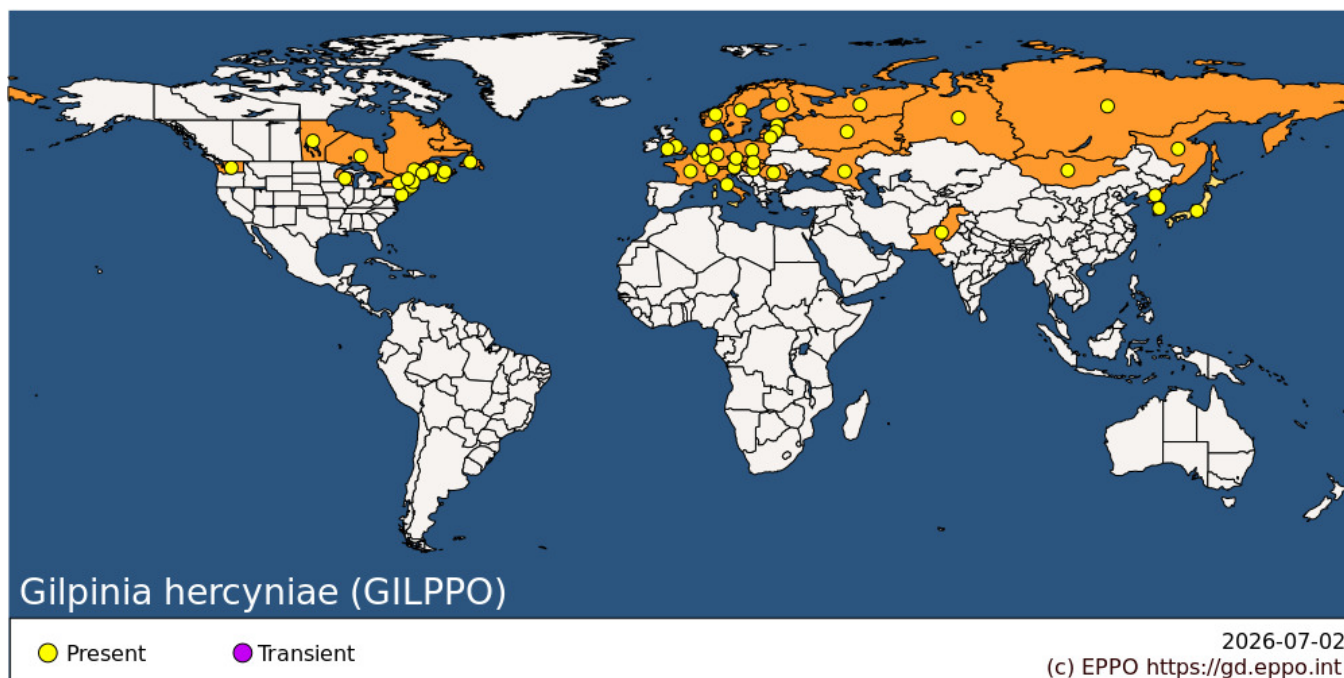 Gilpinia hercyniae (GILPPO)
Present
Transient
2026-07-02
(c) EPPO https://gd.eppo.int